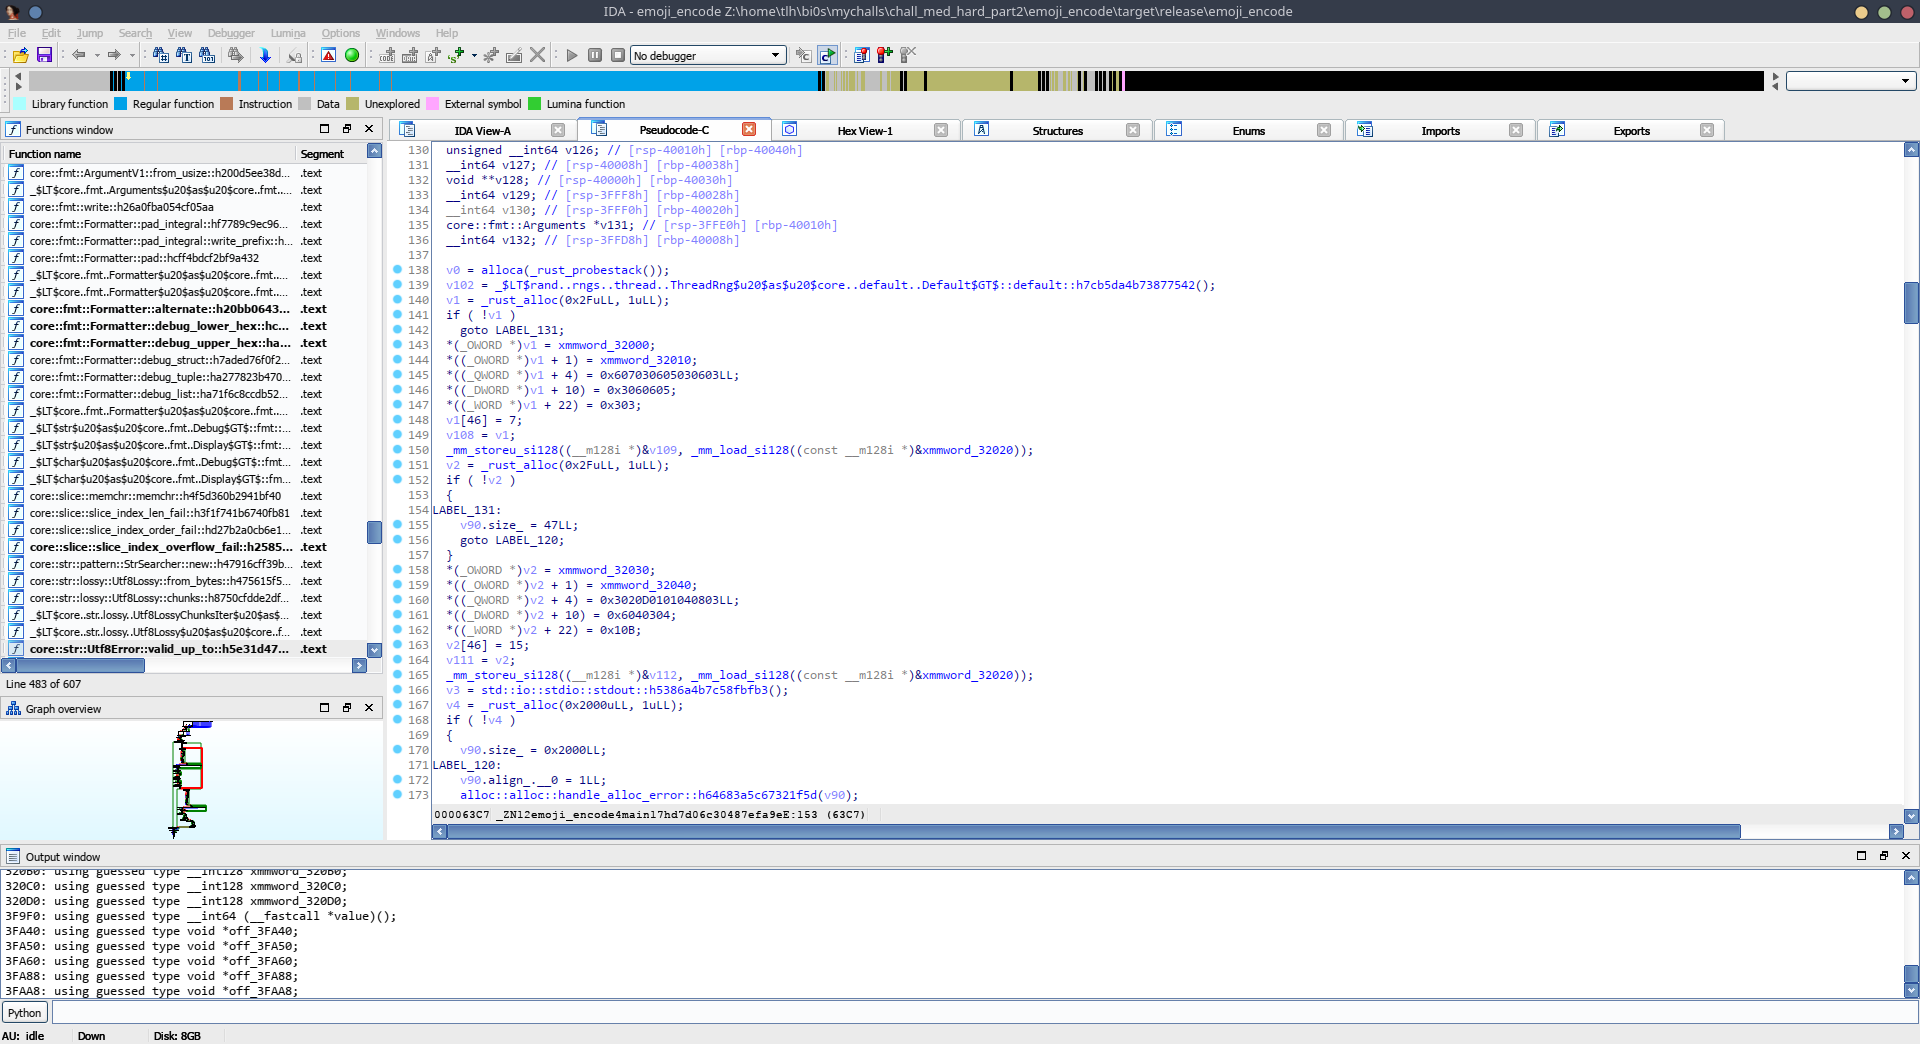 IDA - emoji_encode Z:\home\tlh\bi0s\mychalls\chall_med_hard_part2\emoji_encode\target\release\emoji_encode
File Edit Jump Search View Debugger Lumina Options Windows Help
No debugger
Library function Regular function Instruction Data Unexplored External symbol Lumina function
Functions window
Function name Segment
core::fmt::ArgumentV1::from_usize::h200d5ee38d... .text
_$LT$core..fmt..Arguments$u20$as$u20$core..fmt.... .text
core::fmt::write::h26a0fba054cf05aa .text
core::fmt::Formatter::pad_integral::hf7789c9ec96... .text
core::fmt::Formatter::pad_integral::write_prefix::h... .text
core::fmt::Formatter::pad::hcff4bdcf2bf9a432 .text
_$LT$core..fmt..Formatter$u20$as$u20$core..fmt.... .text
_$LT$core..fmt..Formatter$u20$as$u20$core..fmt.... .text
core::fmt::Formatter::alternate::h20bb0643... .text
core::fmt::Formatter::debug_lower_hex::hc... .text
core::fmt::Formatter::debug_upper_hex::ha... .text
core::fmt::Formatter::debug_struct::h7aded76f0f2... .text
core::fmt::Formatter::debug_tuple::ha277823b470... .text
core::fmt::Formatter::debug_list::ha71f6c8ccdb52... .text
_$LT$core..fmt..Formatter$u20$as$u20$core..fmt.... .text
_$LT$str$u20$as$u20$core..fmt..Debug$GT$::fmt::... .text
_$LT$str$u20$as$u20$core..fmt..Display$GT$::fmt:... .text
_$LT$char$u20$as$u20$core..fmt..Debug$GT$::fmt... .text
_$LT$char$u20$as$u20$core..fmt..Display$GT$::fm... .text
core::slice::memchr::memchr::h4f5d360b2941bf40 .text
core::slice::slice_index_len_fail::h3f1f741b6740fb81 .text
core::slice::slice_index_order_fail::hd27b2a0cb6e1... .text
core::slice::slice_index_overflow_fail::h2585... .text
core::str::pattern::StrSearcher::new::h47916cff39b... .text
core::str::lossy::Utf8Lossy::from_bytes::h475615f5... .text
core::str::lossy::Utf8Lossy::chunks::h8750cfdde2df... .text
_$LT$core..str..lossy..Utf8LossyChunksIter$u20$as$... .text
_$LT$core..str..lossy..Utf8Lossy$u20$as$u20$core..f... .text
core::str::Utf8Error::valid_up_to::h5e31d47... .text
Line 483 of 607
Graph overview
IDA View-A Pseudocode-C Hex View-1 Structures Enums Imports Exports
130 unsigned __int64 v126; // [rsp-40010h] [rbp-40040h]
131 __int64 v127; // [rsp-40008h] [rbp-40038h]
132 void **v128; // [rsp-40000h] [rbp-40030h]
133 __int64 v129; // [rsp-3FFF8h] [rbp-40028h]
134 __int64 v130; // [rsp-3FFF0h] [rbp-40020h]
135 core::fmt::Arguments *v131; // [rsp-3FFE0h] [rbp-40010h]
136 __int64 v132; // [rsp-3FFD8h] [rbp-40008h]
137
138 v0 = alloca(_rust_probestack());
139 v102 = _$LT$rand..rngs..thread..ThreadRng$u20$as$u20$core..default..Default$GT$::default::h7cb5da4b73877542();
140 v1 = _rust_alloc(0x2FuLL, 1uLL);
141 if ( !v1 )
142 goto LABEL_131;
143 *(_OWORD *)v1 = xmmword_32000;
144 *((_OWORD *)v1 + 1) = xmmword_32010;
145 *((_QWORD *)v1 + 4) = 0x607030605030603LL;
146 *((_DWORD *)v1 + 10) = 0x3060605;
147 *((_WORD *)v1 + 22) = 0x303;
148 v1[46] = 7;
149 v108 = v1;
150 _mm_storeu_si128((__m128i *)&v109, _mm_load_si128((const __m128i *)&xmmword_32020));
151 v2 = _rust_alloc(0x2FuLL, 1uLL);
152 if ( !v2 )
153 {
154 LABEL_131:
155 v90.size_ = 47LL;
156 goto LABEL_120;
157 }
158 *(_OWORD *)v2 = xmmword_32030;
159 *((_OWORD *)v2 + 1) = xmmword_32040;
160 *((_QWORD *)v2 + 4) = 0x3020D0101040803LL;
161 *((_DWORD *)v2 + 10) = 0x6040304;
162 *((_WORD *)v2 + 22) = 0x10B;
163 v2[46] = 15;
164 v111 = v2;
165 _mm_storeu_si128((__m128i *)&v112, _mm_load_si128((const __m128i *)&xmmword_32020));
166 v3 = std::io::stdio::stdout::h5386a4b7c58fbfb3();
167 v4 = _rust_alloc(0x2000uLL, 1uLL);
168 if ( !v4 )
169 {
170 v90.size_ = 0x2000LL;
171 LABEL_120:
172 v90.align_.__0 = 1LL;
173 alloc::alloc::handle_alloc_error::h64683a5c67321f5d(v90);
000063C7 _ZN12emoji_encode4main17hd7d06c30487efa9eE:153 (63C7)
Output window
320B0: using guessed type __int128 xmmword_320B0;
320C0: using guessed type __int128 xmmword_320C0;
320D0: using guessed type __int128 xmmword_320D0;
3F9F0: using guessed type __int64 (__fastcall *value)();
3FA40: using guessed type void *off_3FA40;
3FA50: using guessed type void *off_3FA50;
3FA60: using guessed type void *off_3FA60;
3FA88: using guessed type void *off_3FA88;
3FAA8: using guessed type void *off_3FAA8;
Python
AU: idle Down Disk: 8GB